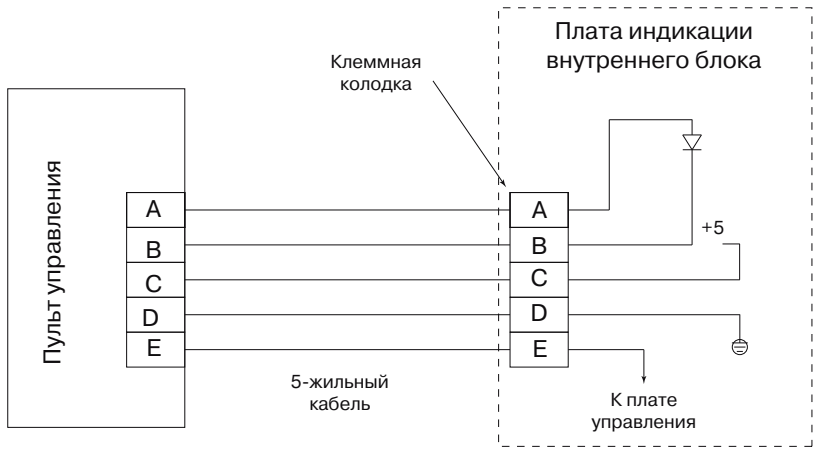 Плата индикации
внутреннего блока
Клеммная
колодка
Пульт управления
A
B
C
D
E
A
B
C
D
E
+5
5-жильный
кабель
К плате
управления